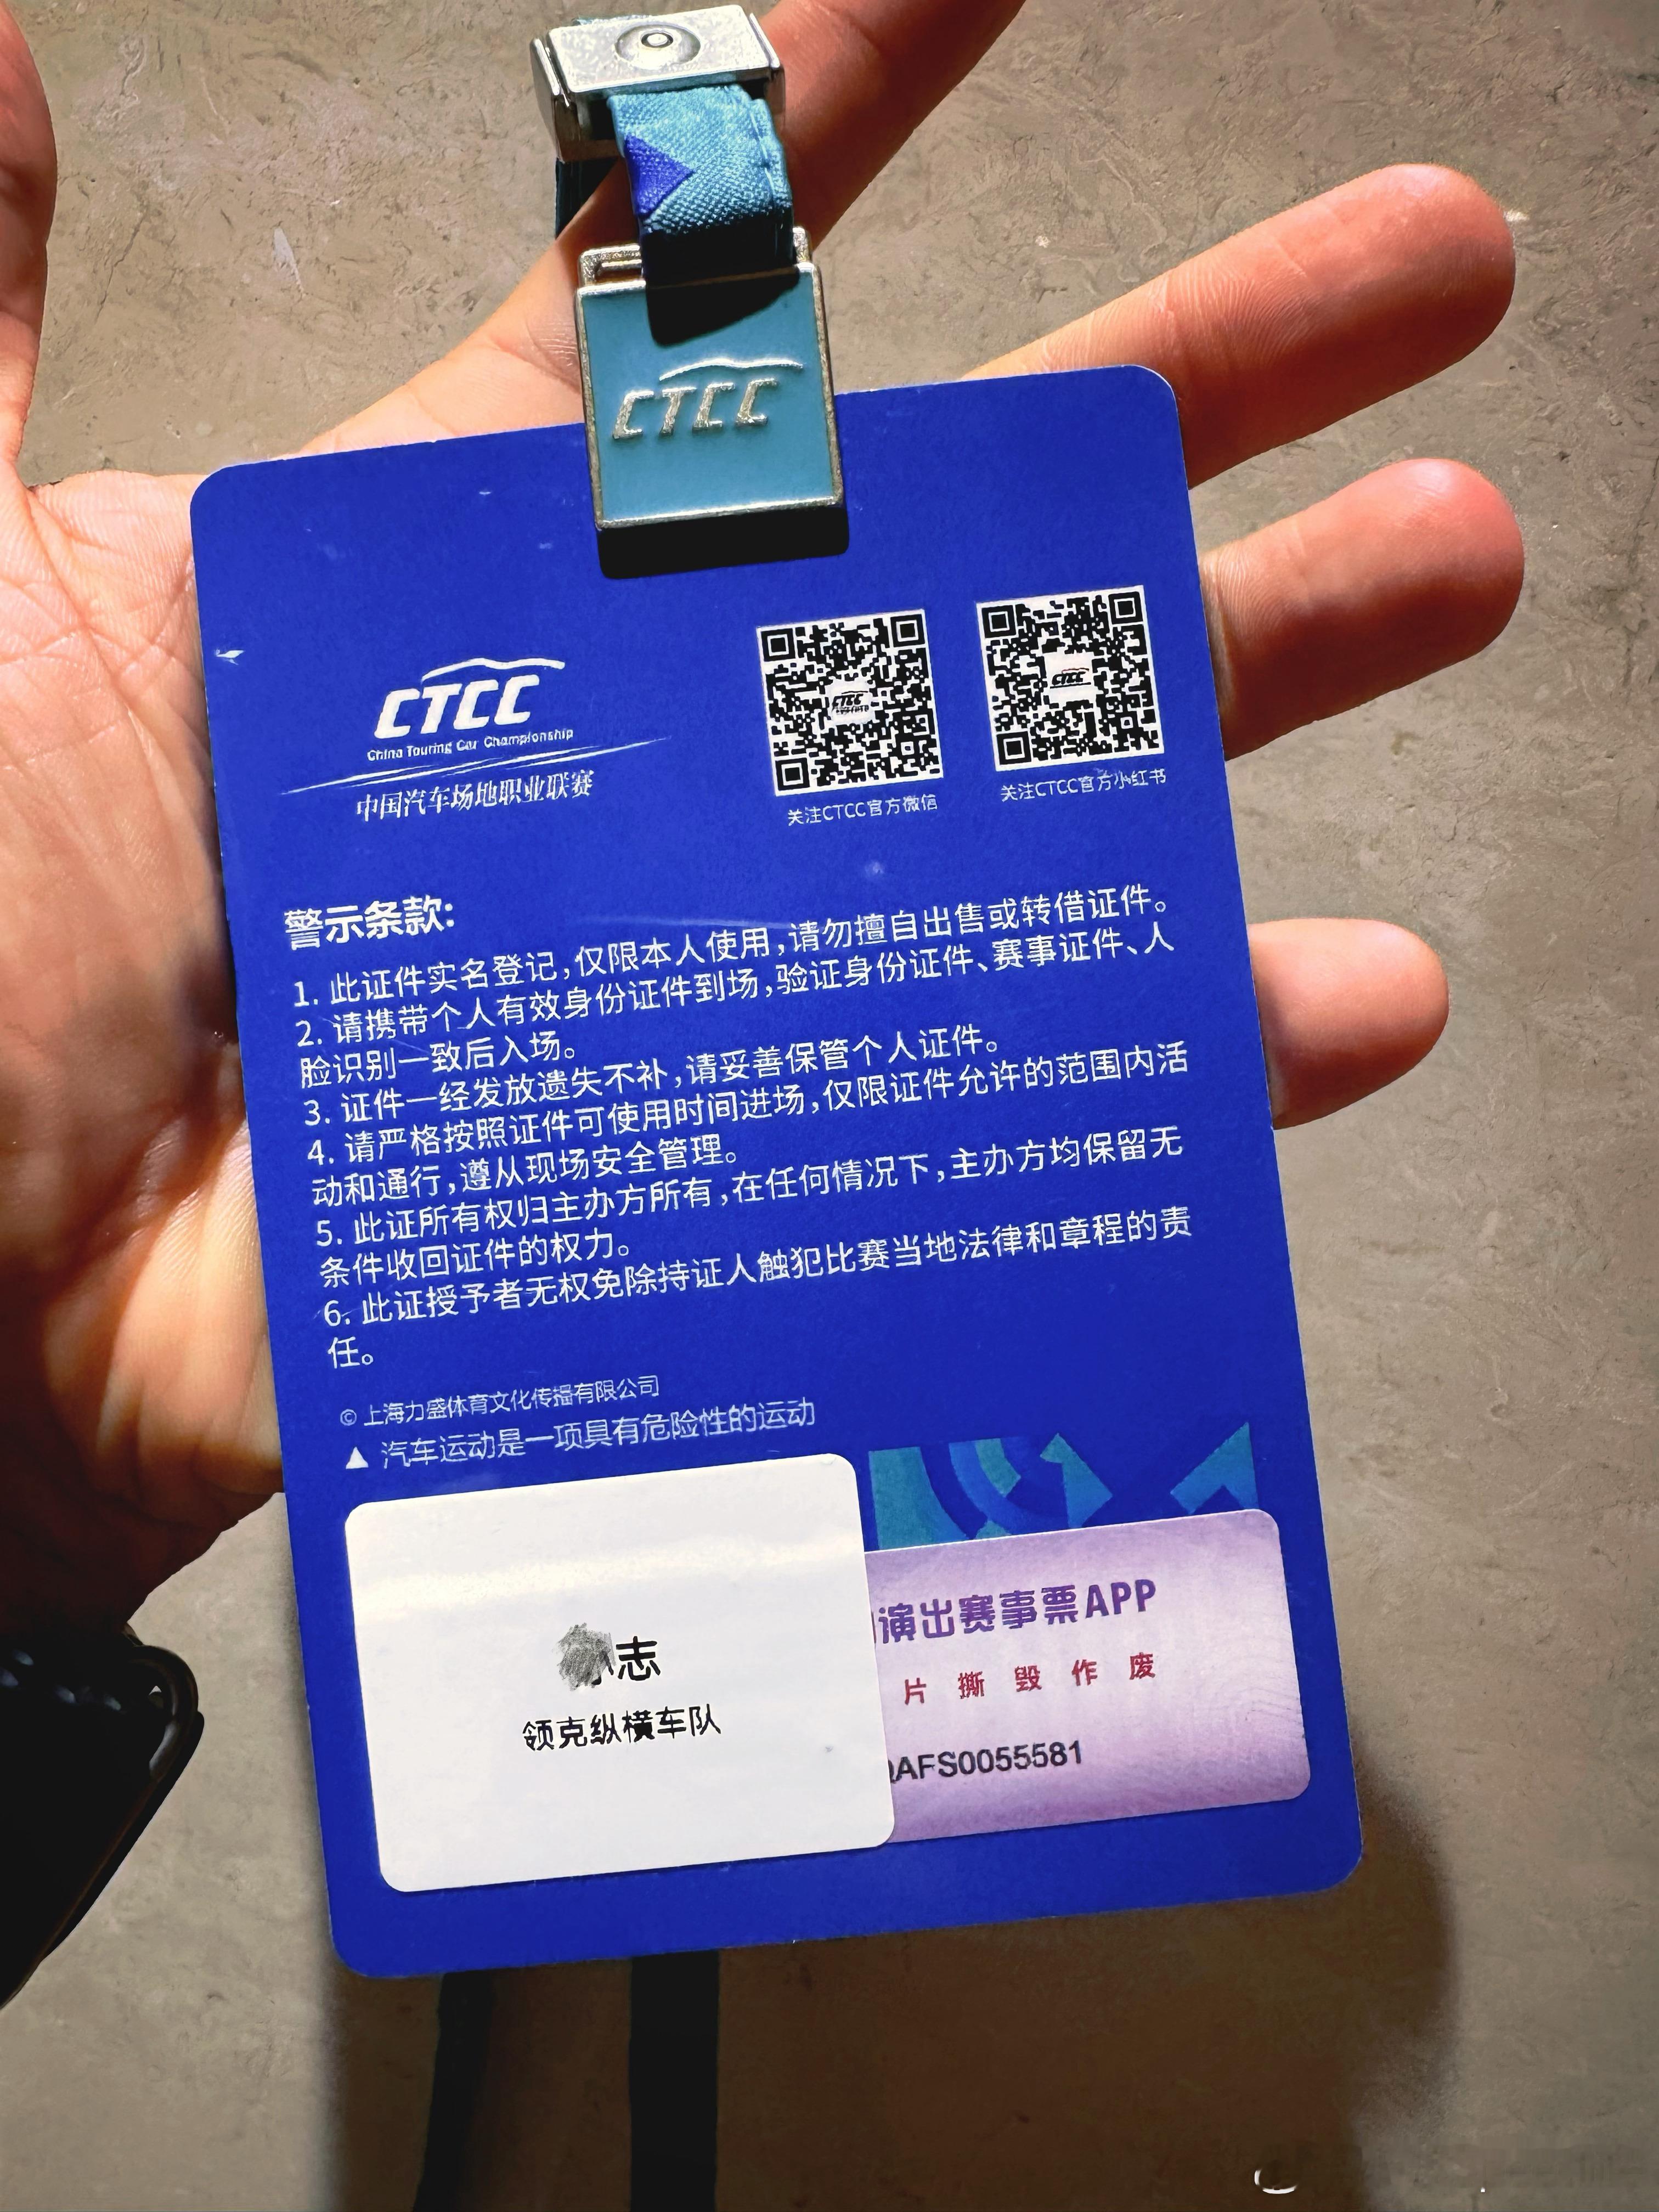 CTCC
CTCC
China Touring Car Championship
中国汽车场地职业联赛
关注CTCC官方微信
关注CTCC官方小红书
警示条款:
1. 此证件实名登记,仅限本人使用,请勿擅自出售或转借证件。
2. 请携带个人有效身份证件到场,验证身份证件、赛事证件、人
脸识别一致后入场。
3. 证件一经发放遗失不补,请妥善保管个人证件。
4. 请严格按照证件可使用时间进场,仅限证件允许的范围内活
动和通行,遵从现场安全管理。
5. 此证所有权归主办方所有,在任何情况下,主办方均保留无
条件收回证件的权力。
6. 此证授予者无权免除持证人触犯比赛当地法律和章程的责
任。
© 上海力盛体育文化传播有限公司
▲ 汽车运动是一项具有危险性的运动
志
领克纵横车队
演出赛事票APP
片撕毁作废
AFS0055581